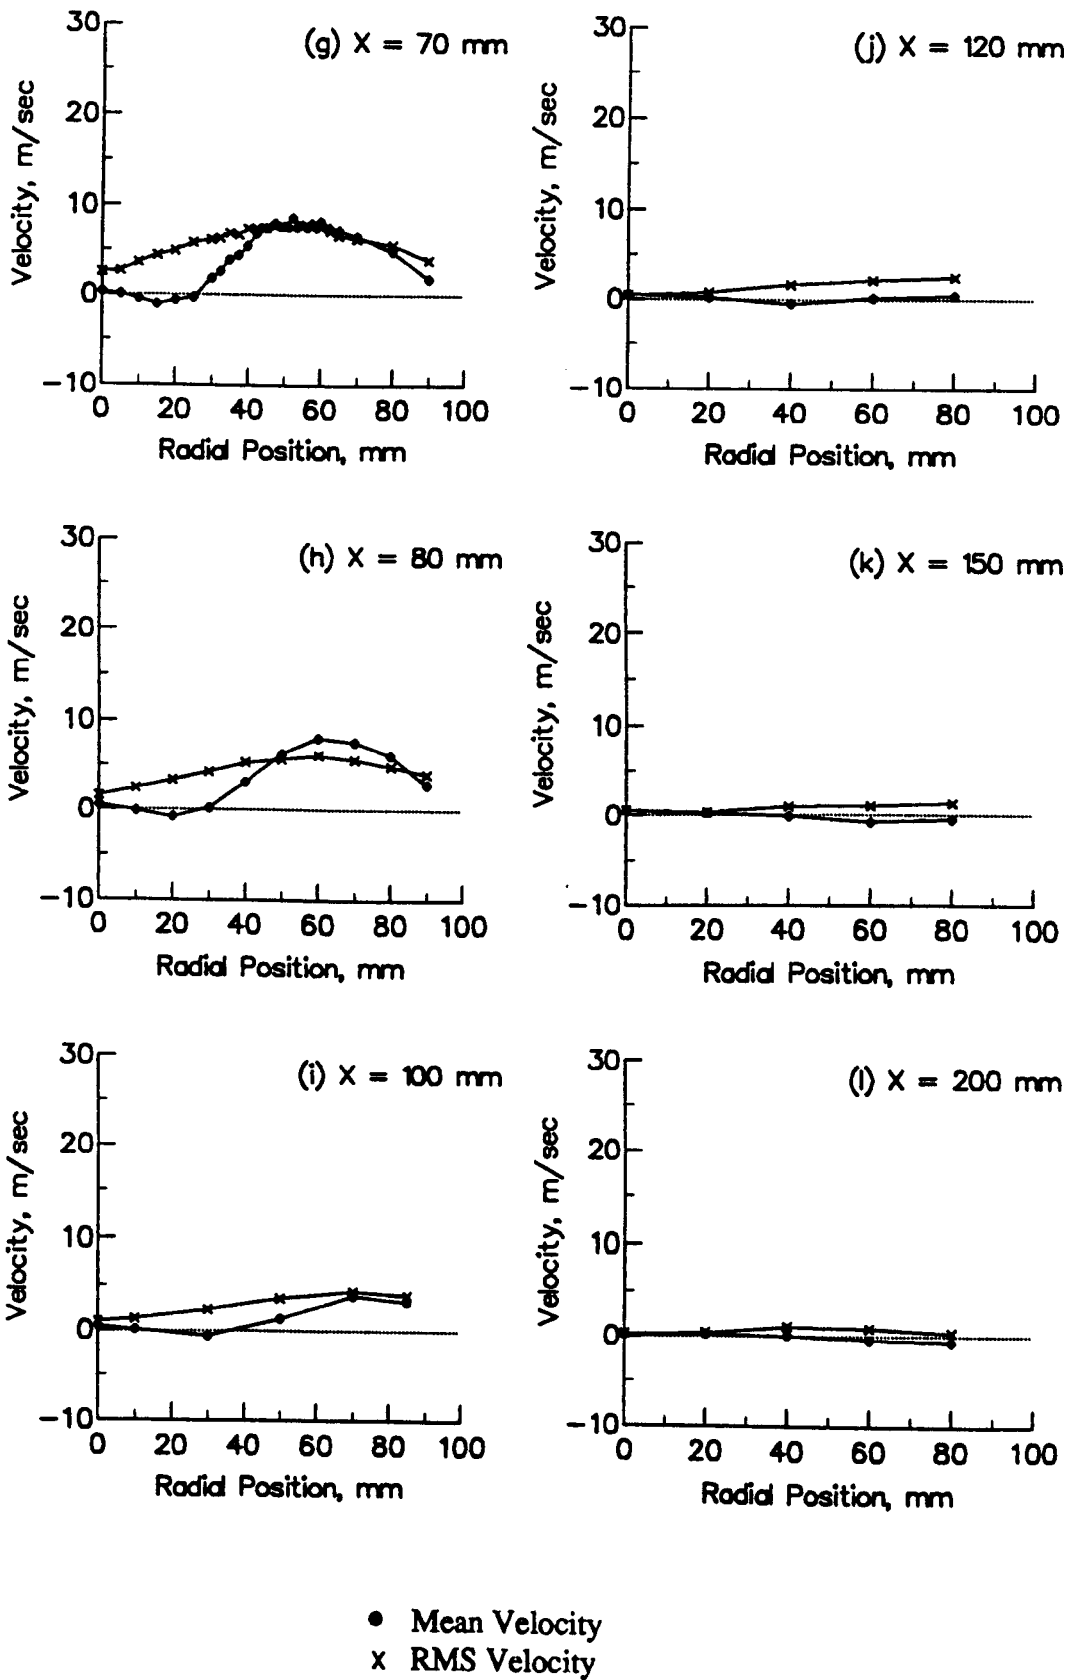 (g) X = 70 mm
30
20
10
0
−10
Velocity, m/sec
0 20 40 60 80 100
Radial Position, mm
(j) X = 120 mm
30
20
10
0
−10
Velocity, m/sec
0 20 40 60 80 100
Radial Position, mm
(h) X = 80 mm
30
20
10
0
−10
Velocity, m/sec
0 20 40 60 80 100
Radial Position, mm
(k) X = 150 mm
30
20
10
0
−10
Velocity, m/sec
0 20 40 60 80 100
Radial Position, mm
(i) X = 100 mm
30
20
10
0
−10
Velocity, m/sec
0 20 40 60 80 100
Radial Position, mm
(l) X = 200 mm
30
20
10
0
−10
Velocity, m/sec
0 20 40 60 80 100
Radial Position, mm
● Mean Velocity
x RMS Velocity